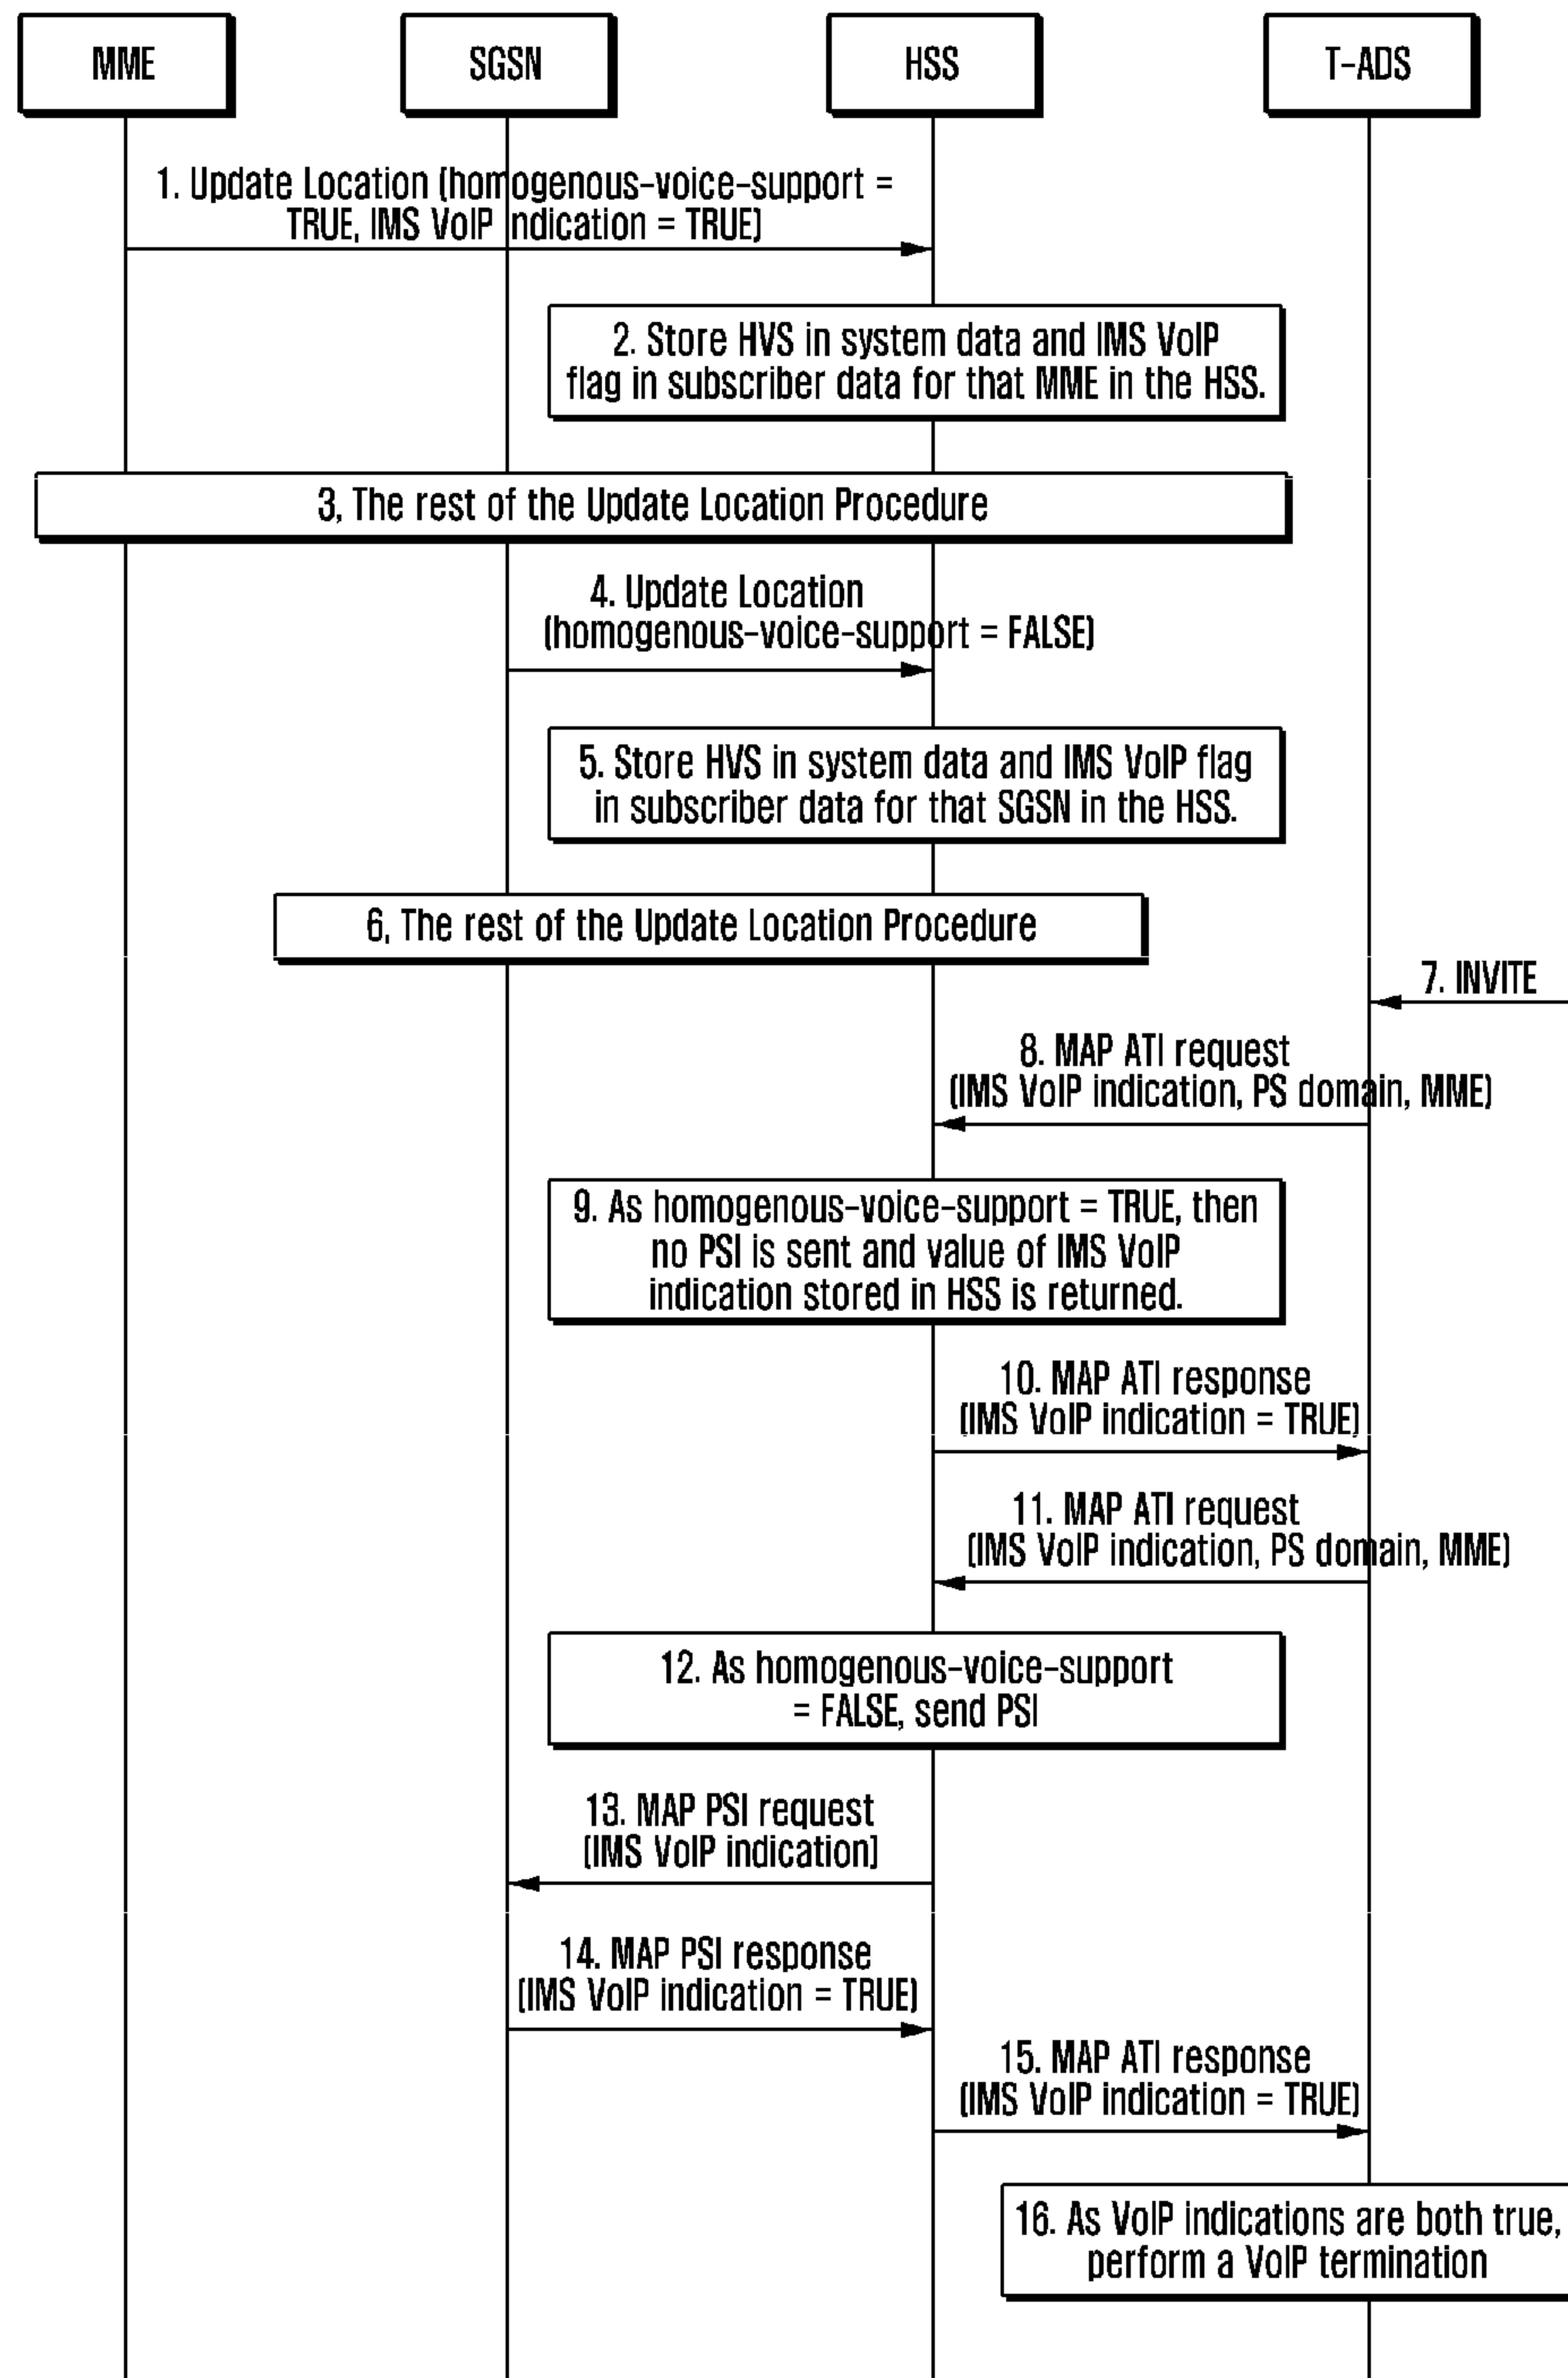 MME
SGSN
HSS
T-ADS
1. Update Location (homogenous-voice-support =
TRUE, IMS VoIP indication = TRUE)
2. Store HVS in system data and IMS VoIP
flag in subscriber data for that MME in the HSS.
3, The rest of the Update Location Procedure
4. Update Location
(homogenous-voice-support = FALSE)
5. Store HVS in system data and IMS VoIP flag
in subscriber data for that SGSN in the HSS.
6, The rest of the Update Location Procedure
7. INVITE
8. MAP ATI request
(IMS VoIP indication, PS domain, MME)
9. As homogenous-voice-support = TRUE, then
no PSI is sent and value of IMS VoIP
indication stored in HSS is returned.
10. MAP ATI response
(IMS VoIP indication = TRUE)
11. MAP ATI request
(IMS VoIP indication, PS domain, MME)
12. As homogenous-voice-support
= FALSE, send PSI
13. MAP PSI request
(IMS VoIP indication)
14. MAP PSI response
(IMS VoIP indication = TRUE)
15. MAP ATI response
(IMS VoIP indication = TRUE)
16. As VoIP indications are both true,
perform a VoIP termination